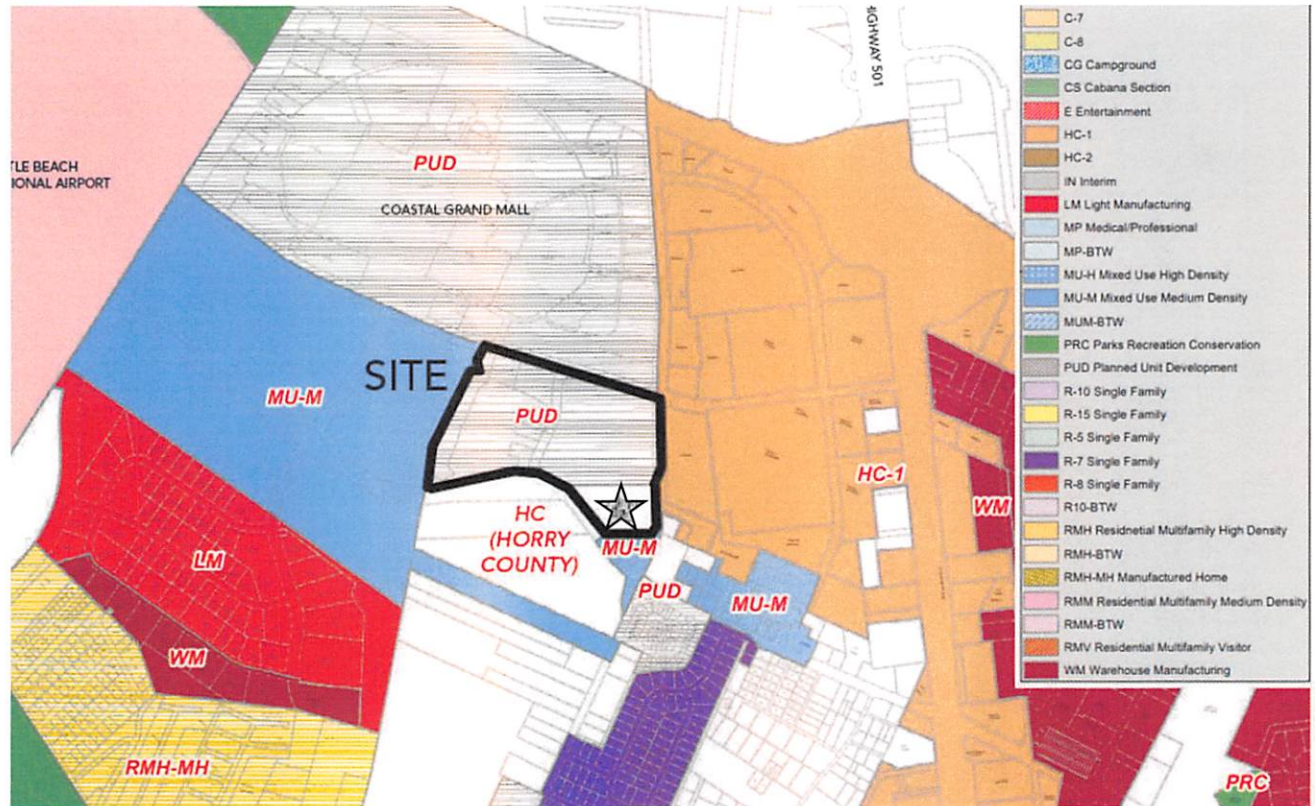 TLE BEACH
IONAL AIRPORT
PUD
COASTAL GRAND MALL
HIGHWAY 501
SITE
MU-M
PUD
HC
(HORRY
COUNTY)
MU-M
HC-1
WM
LM
PUD
MU-M
WM
RMH-MH
PRC
C-7
C-8
CG Campground
CS Cabana Section
E Entertainment
HC-1
HC-2
IN Interim
LM Light Manufacturing
MP Medical/Professional
MP-BTW
MU-H Mixed Use High Density
MU-M Mixed Use Medium Density
MUM-BTW
PRC Parks Recreation Conservation
PUD Planned Unit Development
R-10 Single Family
R-15 Single Family
R-5 Single Family
R-7 Single Family
R-8 Single Family
R10-BTW
RMH Residnetial Multifamily High Density
RMH-BTW
RMH-MH Manufactured Home
RMM Residential Multifamily Medium Density
RMM-BTW
RMV Residential Multifamily Visitor
WM Warehouse Manufacturing